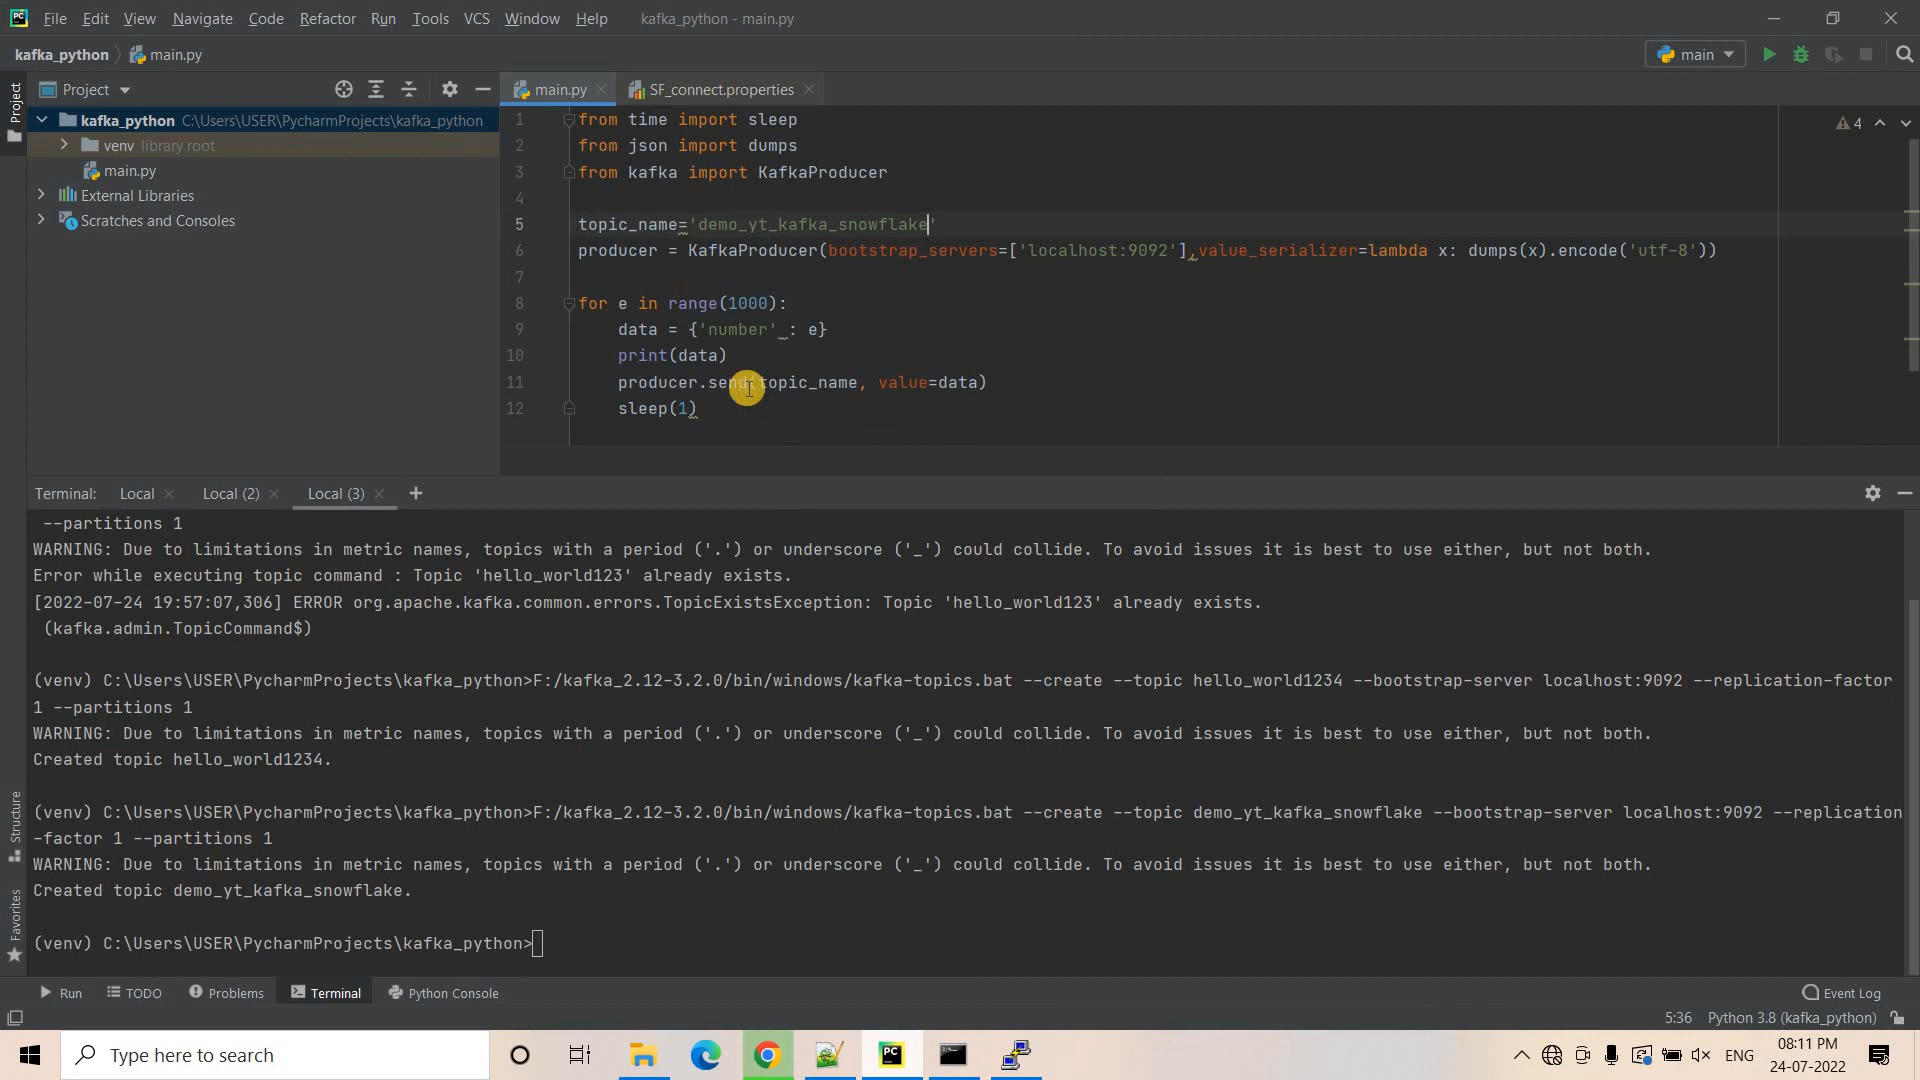 PC File Edit View Navigate Code Refactor Run Tools VCS Window Help kafka_python - main.py
kafka_python main.py main
Project
Project main.py SF_connect.properties
kafka_python C:\Users\USER\PycharmProjects\kafka_python
venv library root
main.py
External Libraries
Scratches and Consoles
4
1 from time import sleep
2 from json import dumps
3 from kafka import KafkaProducer
4
5 topic_name='demo_yt_kafka_snowflake'
6 producer = KafkaProducer(bootstrap_servers=['localhost:9092'],value_serializer=lambda x: dumps(x).encode('utf-8'))
7
8 for e in range(1000):
9 data = {'number' : e}
10 print(data)
11 producer.send(topic_name, value=data)
12 sleep(1)
Terminal: Local Local (2) Local (3)
--partitions 1
WARNING: Due to limitations in metric names, topics with a period ('.') or underscore ('_') could collide. To avoid issues it is best to use either, but not both.
Error while executing topic command : Topic 'hello_world123' already exists.
[2022-07-24 19:57:07,306] ERROR org.apache.kafka.common.errors.TopicExistsException: Topic 'hello_world123' already exists.
(kafka.admin.TopicCommand$)
(venv) C:\Users\USER\PycharmProjects\kafka_python>F:/kafka_2.12-3.2.0/bin/windows/kafka-topics.bat --create --topic hello_world1234 --bootstrap-server localhost:9092 --replication-factor
1 --partitions 1
WARNING: Due to limitations in metric names, topics with a period ('.') or underscore ('_') could collide. To avoid issues it is best to use either, but not both.
Created topic hello_world1234.
(venv) C:\Users\USER\PycharmProjects\kafka_python>F:/kafka_2.12-3.2.0/bin/windows/kafka-topics.bat --create --topic demo_yt_kafka_snowflake --bootstrap-server localhost:9092 --replication
-factor 1 --partitions 1
WARNING: Due to limitations in metric names, topics with a period ('.') or underscore ('_') could collide. To avoid issues it is best to use either, but not both.
Created topic demo_yt_kafka_snowflake.
(venv) C:\Users\USER\PycharmProjects\kafka_python>
Structure
Favorites
Run TODO Problems Terminal Python Console Event Log
5:36 Python 3.8 (kafka_python)
Type here to search PC ENG 08:11 PM
24-07-2022